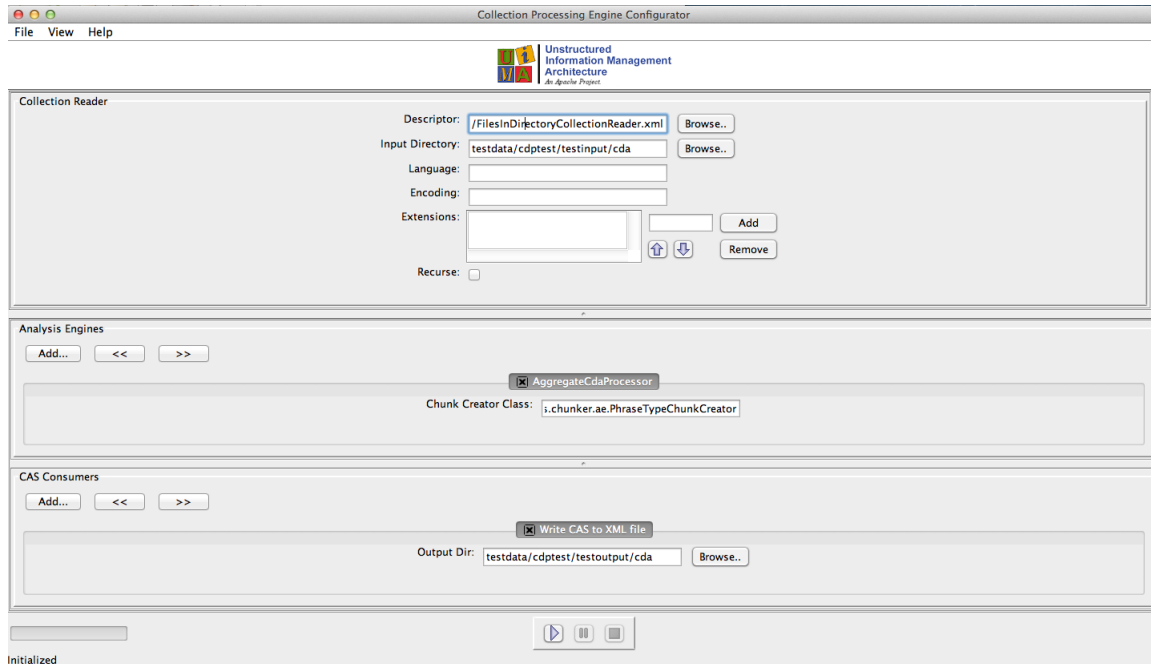 Collection Processing Engine Configurator
File View Help
UIMA
Unstructured
Information Management
Architecture
An Apache Project
Collection Reader
Descriptor: /FilesInDirectoryCollectionReader.xml Browse..
Input Directory: testdata/cdptest/testinput/cda Browse..
Language:
Encoding:
Extensions: Add
Remove
Recurse:
Analysis Engines
Add... << >>
AggregateCdaProcessor
Chunk Creator Class: s.chunker.ae.PhraseTypeChunkCreator
CAS Consumers
Add... << >>
Write CAS to XML file
Output Dir: testdata/cdptest/testoutput/cda Browse..
Initialized